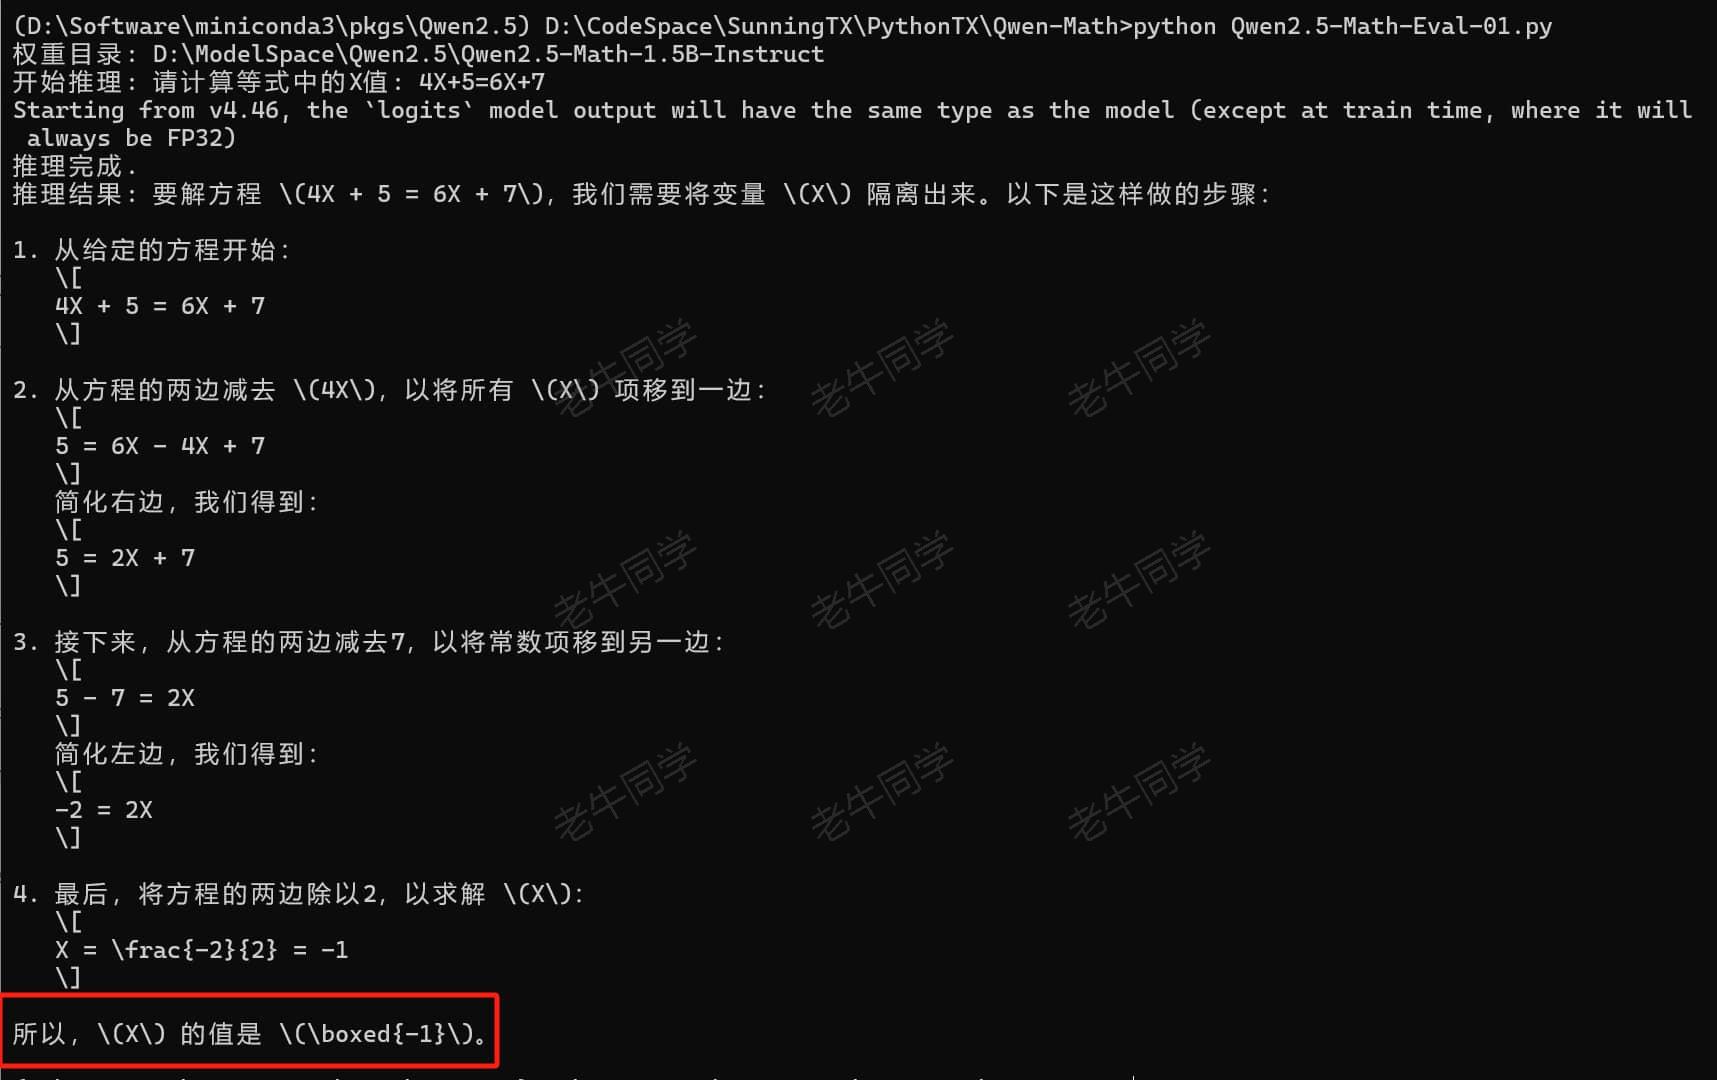 (D:\Software\miniconda3\pkgs\Qwen2.5) D:\CodeSpace\SunningTX\PythonTX\Qwen-Math>python Qwen2.5-Math-Eval-01.py
权重目录: D:\ModelSpace\Qwen2.5\Qwen2.5-Math-1.5B-Instruct
开始推理: 请计算等式中的X值: 4X+5=6X+7
Starting from v4.46, the `logits` model output will have the same type as the model (except at train time, where it will
always be FP32)
推理完成.
推理结果: 要解方程 \(4X + 5 = 6X + 7\)，我们需要将变量 \(X\) 隔离出来。以下是这样做的步骤：
1. 从给定的方程开始：
\[
4X + 5 = 6X + 7
\]
2. 从方程的两边减去 \(4X\)，以将所有 \(X\) 项移到一边：
\[
5 = 6X - 4X + 7
\]
简化右边，我们得到：
\[
5 = 2X + 7
\]
3. 接下来，从方程的两边减去7，以将常数项移到另一边：
\[
5 - 7 = 2X
\]
简化左边，我们得到：
\[
-2 = 2X
\]
4. 最后，将方程的两边除以2，以求解 \(X\)：
\[
X = \frac{-2}{2} = -1
\]
所以，\(X\) 的值是 \(\boxed{-1}\)。
老牛同学 老牛同学 老牛同学
老牛同学 老牛同学 老牛同学
老牛同学 老牛同学 老牛同学